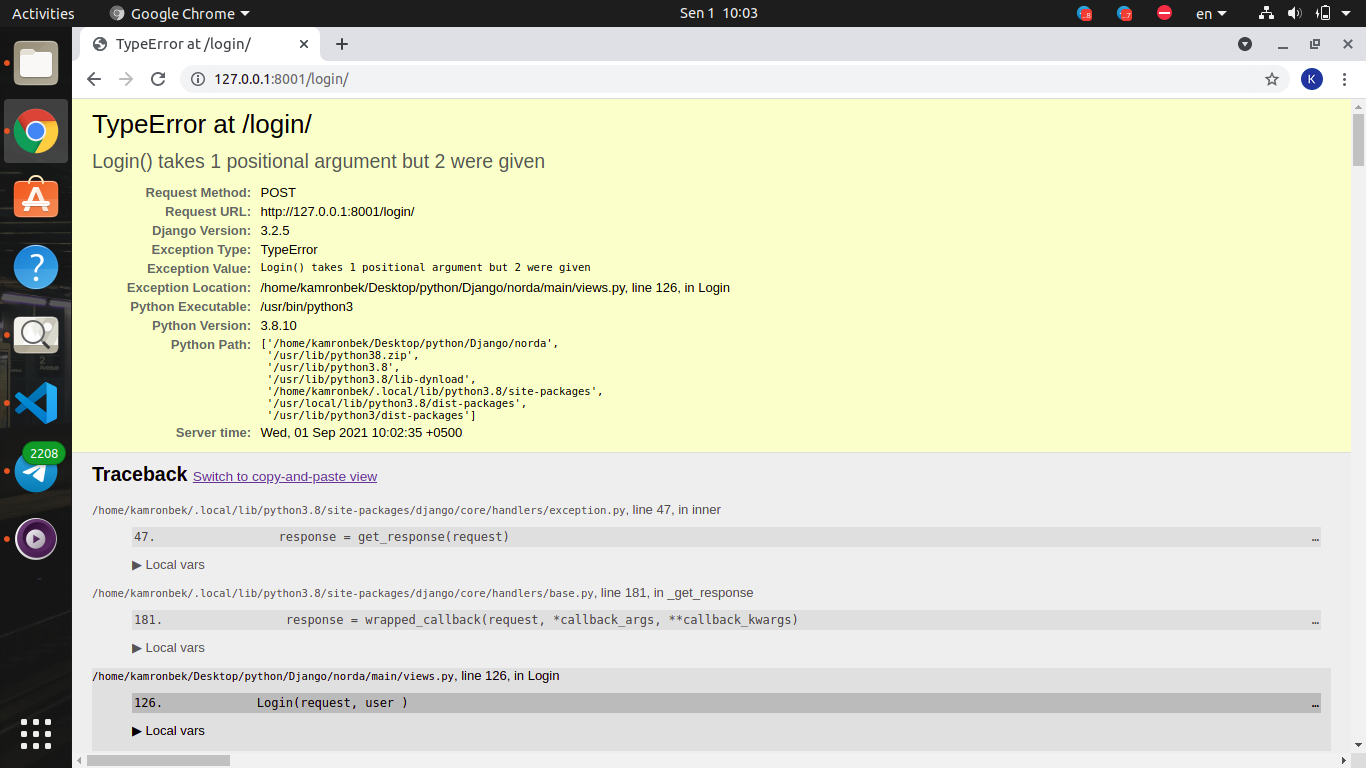 Activities Google Chrome Sen 1 10:03 en
TypeError at /login/
127.0.0.1:8001/login/ K
TypeError at /login/
Login() takes 1 positional argument but 2 were given
Request Method: POST
Request URL: http://127.0.0.1:8001/login/
Django Version: 3.2.5
Exception Type: TypeError
Exception Value: Login() takes 1 positional argument but 2 were given
Exception Location: /home/kamronbek/Desktop/python/Django/norda/main/views.py, line 126, in Login
Python Executable: /usr/bin/python3
Python Version: 3.8.10
Python Path: ['/home/kamronbek/Desktop/python/Django/norda',
'/usr/lib/python38.zip',
'/usr/lib/python3.8',
'/usr/lib/python3.8/lib-dynload',
'/home/kamronbek/.local/lib/python3.8/site-packages',
'/usr/local/lib/python3.8/dist-packages',
'/usr/lib/python3/dist-packages']
Server time: Wed, 01 Sep 2021 10:02:35 +0500
2208
Traceback Switch to copy-and-paste view
/home/kamronbek/.local/lib/python3.8/site-packages/django/core/handlers/exception.py, line 47, in inner
47. response = get_response(request) …
▶ Local vars
/home/kamronbek/.local/lib/python3.8/site-packages/django/core/handlers/base.py, line 181, in _get_response
181. response = wrapped_callback(request, *callback_args, **callback_kwargs) …
▶ Local vars
/home/kamronbek/Desktop/python/Django/norda/main/views.py, line 126, in Login
126. Login(request, user ) …
▶ Local vars